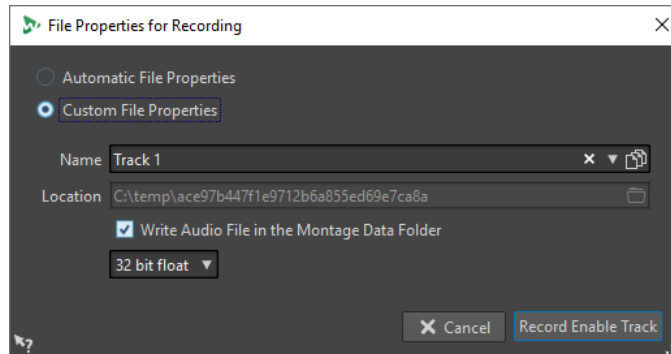 File Properties for Recording
Automatic File Properties
Custom File Properties
Name Track 1
Location C:\temp\ace97b447f1e9712b6a855ed69e7ca8a
Write Audio File in the Montage Data Folder
32 bit float
Cancel Record Enable Track
?